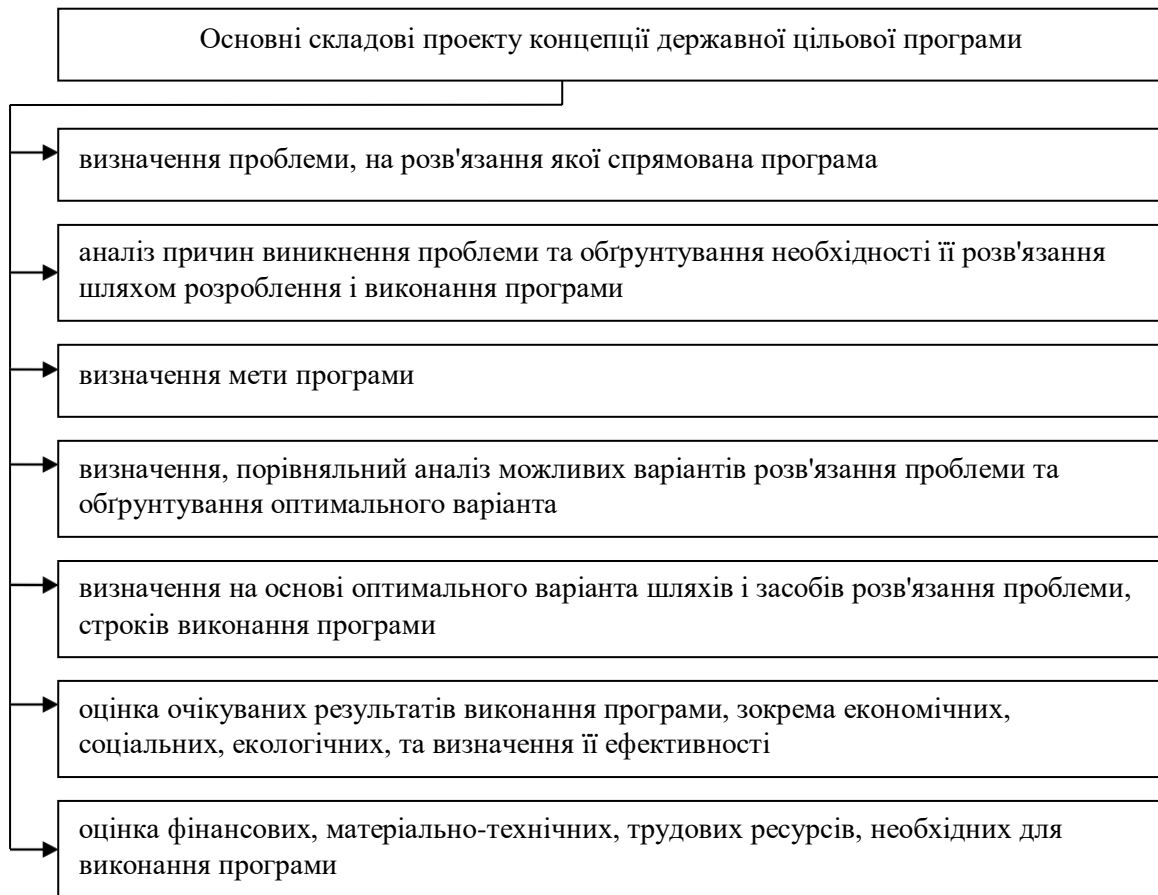 Основні складові проекту концепції державної цільової програми
визначення проблеми, на розв'язання якої спрямована програма
аналіз причин виникнення проблеми та обґрунтування необхідності її розв'язання
шляхом розроблення і виконання програми
визначення мети програми
визначення, порівняльний аналіз можливих варіантів розв'язання проблеми та
обґрунтування оптимального варіанта
визначення на основі оптимального варіанта шляхів і засобів розв'язання проблеми,
строків виконання програми
оцінка очікуваних результатів виконання програми, зокрема економічних,
соціальних, екологічних, та визначення її ефективності
оцінка фінансових, матеріально-технічних, трудових ресурсів, необхідних для
виконання програми